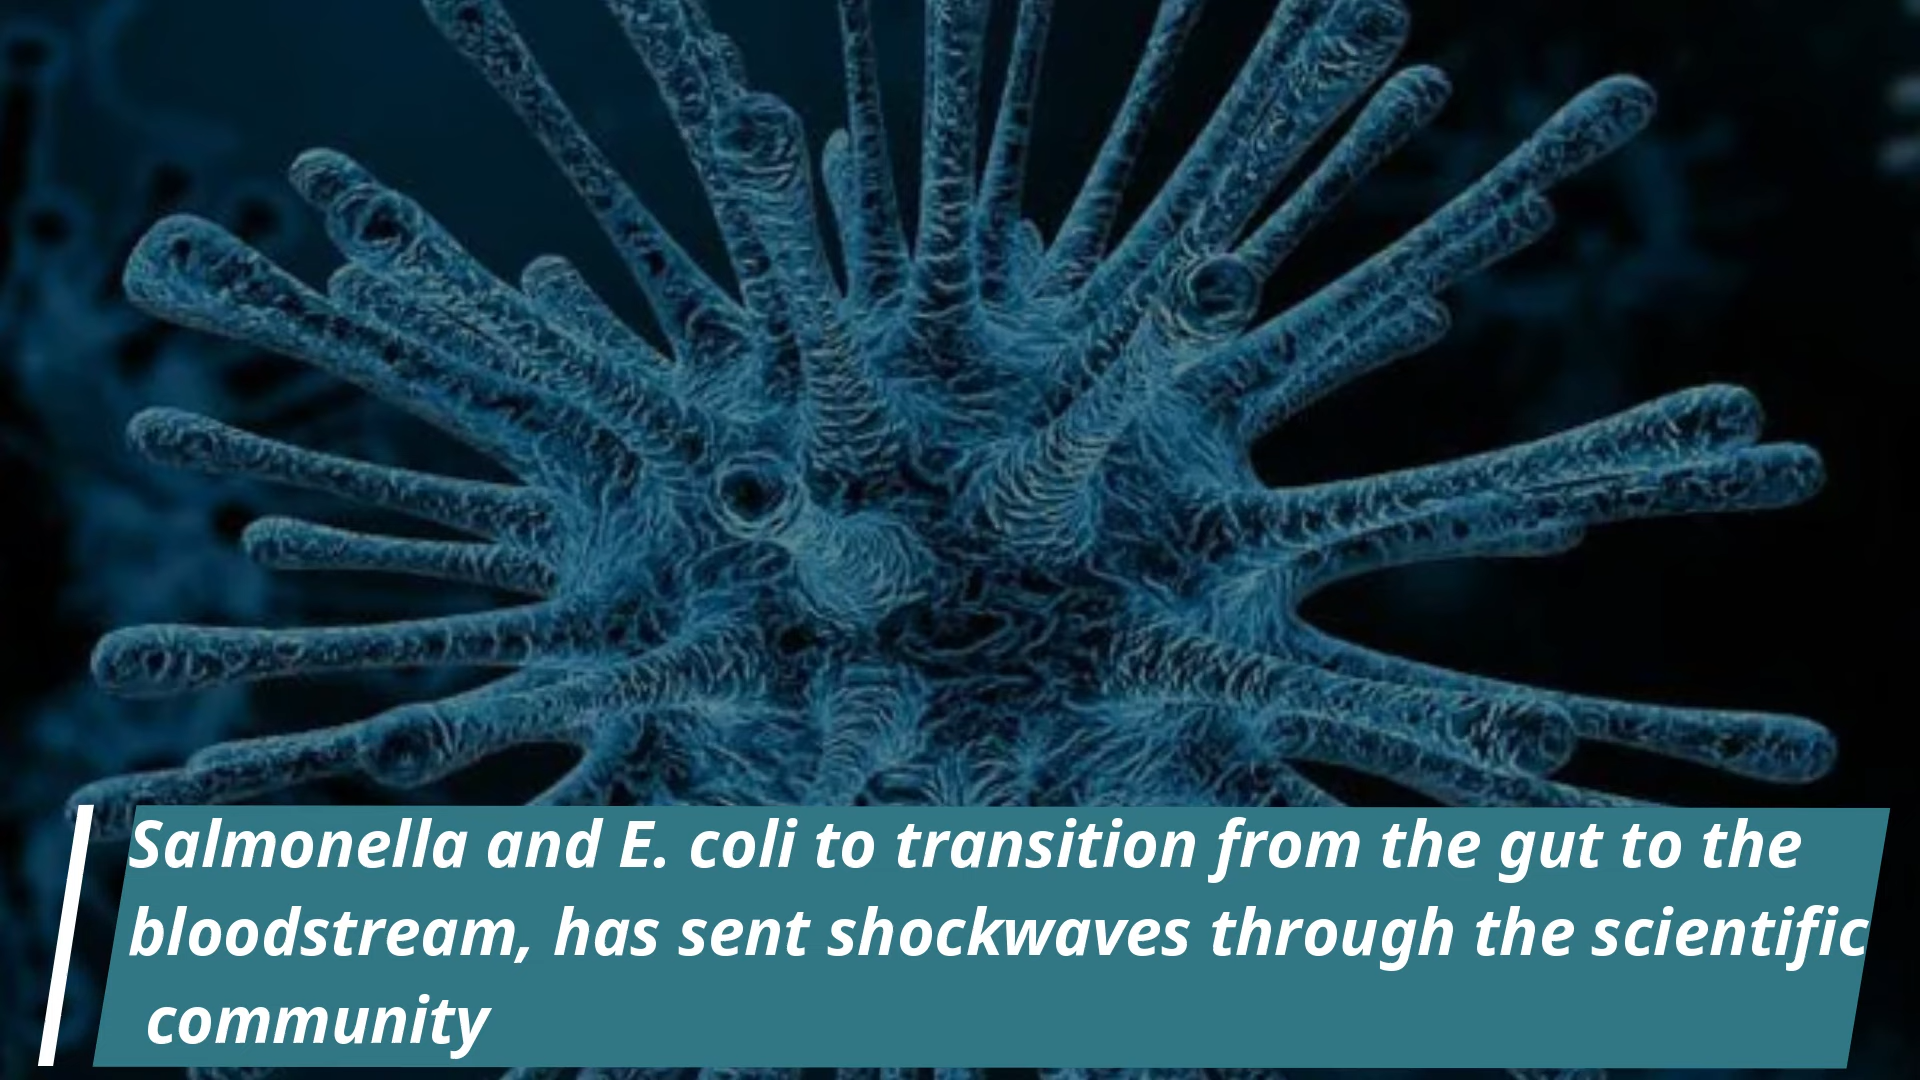 Salmonella and E. coli to transition from the gut to the
bloodstream, has sent shockwaves through the scientific
community